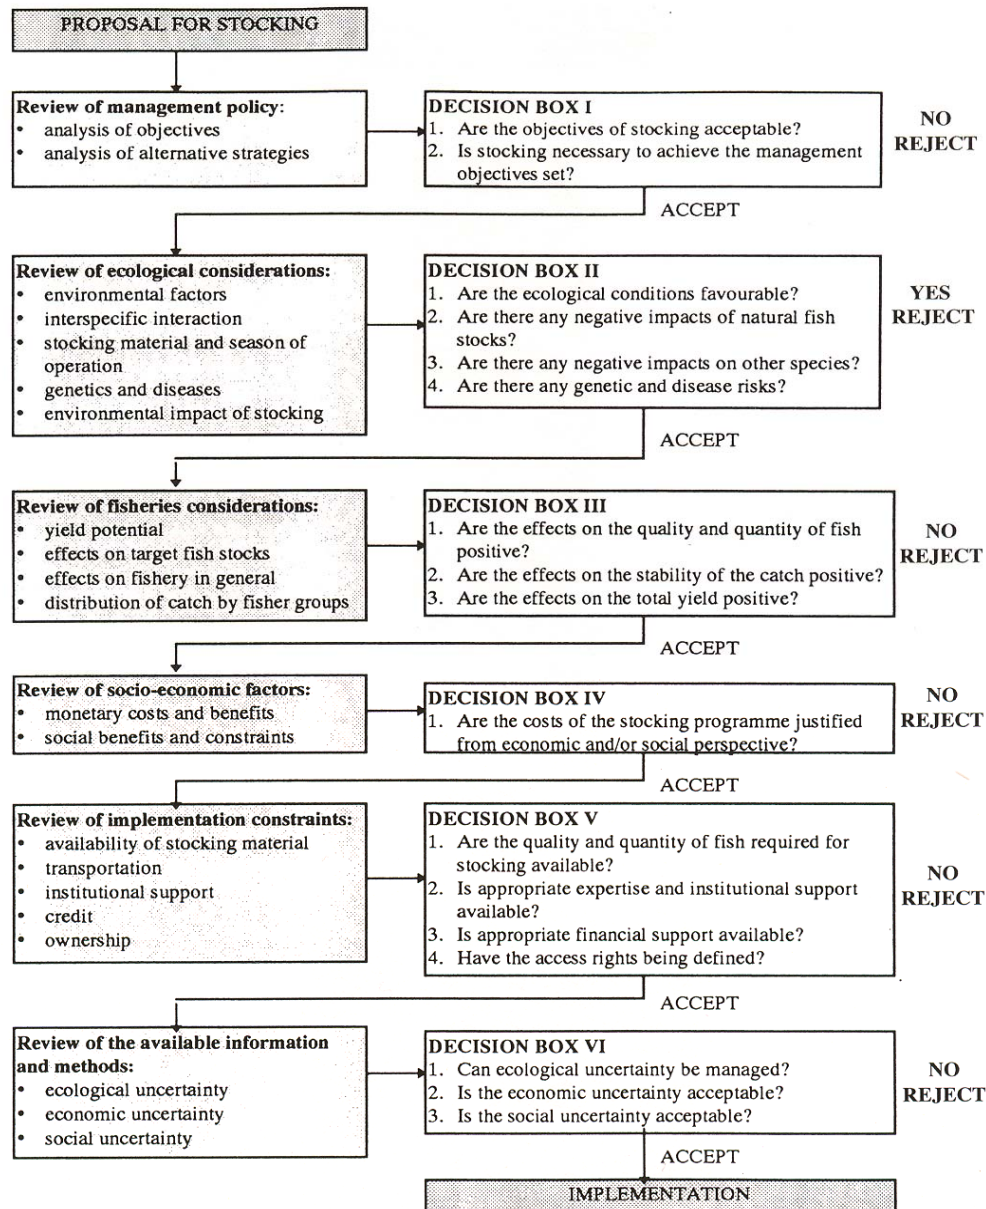 PROPOSAL FOR STOCKING
Review of management policy:
• analysis of objectives
• analysis of alternative strategies
DECISION BOX I
1. Are the objectives of stocking acceptable?
2. Is stocking necessary to achieve the management
objectives set?
NO
REJECT
ACCEPT
Review of ecological considerations:
• environmental factors
• interspecific interaction
• stocking material and season of
operation
• genetics and diseases
• environmental impact of stocking
DECISION BOX II
1. Are the ecological conditions favourable?
2. Are there any negative impacts of natural fish
stocks?
3. Are there any negative impacts on other species?
4. Are there any genetic and disease risks?
YES
REJECT
ACCEPT
Review of fisheries considerations:
• yield potential
• effects on target fish stocks
• effects on fishery in general
• distribution of catch by fisher groups
DECISION BOX III
1. Are the effects on the quality and quantity of fish
positive?
2. Are the effects on the stability of the catch positive?
3. Are the effects on the total yield positive?
NO
REJECT
ACCEPT
Review of socio-economic factors:
• monetary costs and benefits
• social benefits and constraints
DECISION BOX IV
1. Are the costs of the stocking programme justified
from economic and/or social perspective?
NO
REJECT
ACCEPT
Review of implementation constraints:
• availability of stocking material
• transportation
• institutional support
• credit
• ownership
DECISION BOX V
1. Are the quality and quantity of fish required for
stocking available?
2. Is appropriate expertise and institutional support
available?
3. Is appropriate financial support available?
4. Have the access rights being defined?
NO
REJECT
ACCEPT
Review of the available information
and methods:
• ecological uncertainty
• economic uncertainty
• social uncertainty
DECISION BOX VI
1. Can ecological uncertainty be managed?
2. Is the economic uncertainty acceptable?
3. Is the social uncertainty acceptable?
NO
REJECT
ACCEPT
IMPLEMENTATION